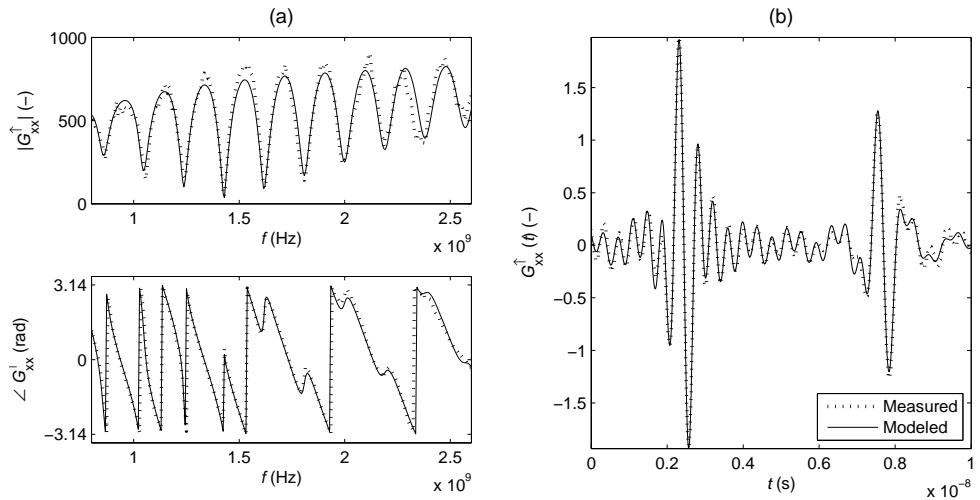 (a)
1000
500
0
|G↑xx| (−)
1
1.5
2
2.5
f (Hz)
x 10^9
3.14
0
−3.14
∠ G↑xx (rad)
1
1.5
2
2.5
f (Hz)
x 10^9
(b)
1.5
1
0.5
0
−0.5
−1
−1.5
G↑xx (t) (−)
Measured
Modeled
0
0.2
0.4
0.6
0.8
1
t (s)
x 10^−8